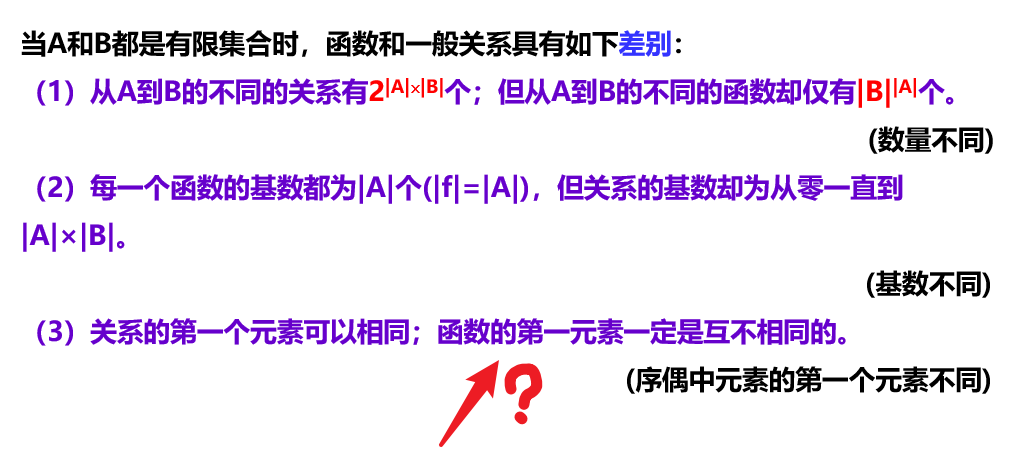 当A和B都是有限集合时，函数和一般关系具有如下差别：
（1）从A到B的不同的关系有2|A|×|B|个；但从A到B的不同的函数却仅有|B||A|个。
(数量不同)
（2）每一个函数的基数都为|A|个(|f|=|A|)，但关系的基数却为从零一直到
|A|×|B|。
(基数不同)
（3）关系的第一个元素可以相同；函数的第一元素一定是互不相同的。
?
(序偶中元素的第一个元素不同)